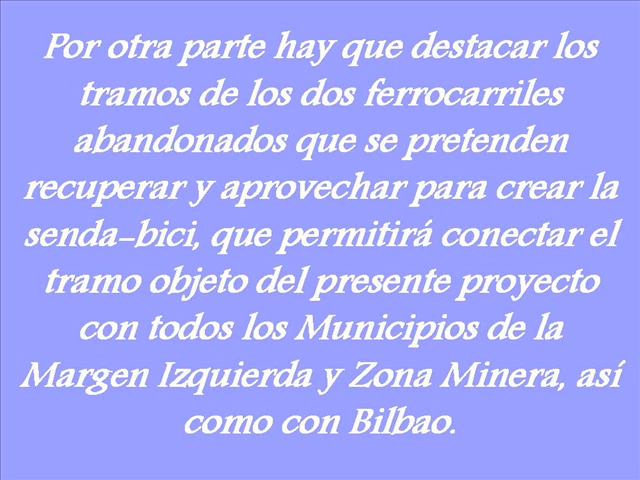 Por otra parte hay que destacar los
tramos de los dos ferrocarriles
abandonados que se pretenden
recuperar y aprovechar para crear la
senda-bici, que permitirá conectar el
tramo objeto del presente proyecto
con todos los Municipios de la
Margen Izquierda y Zona Minera, así
como con Bilbao.